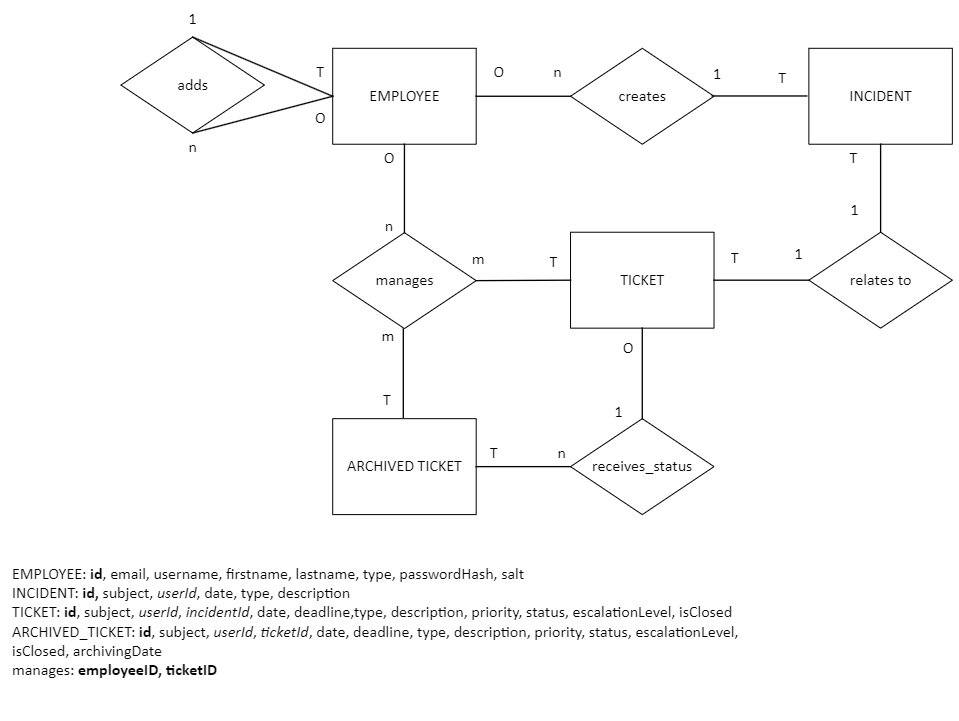 1
adds
n
T
O
EMPLOYEE
O
n
creates
1
T
INCIDENT
O
n
manages
m
T
TICKET
T
1
relates to
1
T
m
T
ARCHIVED TICKET
T
n
receives_status
1
O
EMPLOYEE: id, email, username, firstname, lastname, type, passwordHash, salt
INCIDENT: id, subject, userId, date, type, description
TICKET: id, subject, userId, incidentId, date, deadline,type, description, priority, status, escalationLevel, isClosed
ARCHIVED_TICKET: id, subject, userId, ticketId, date, deadline, type, description, priority, status, escalationLevel,
isClosed, archivingDate
manages: employeeID, ticketID